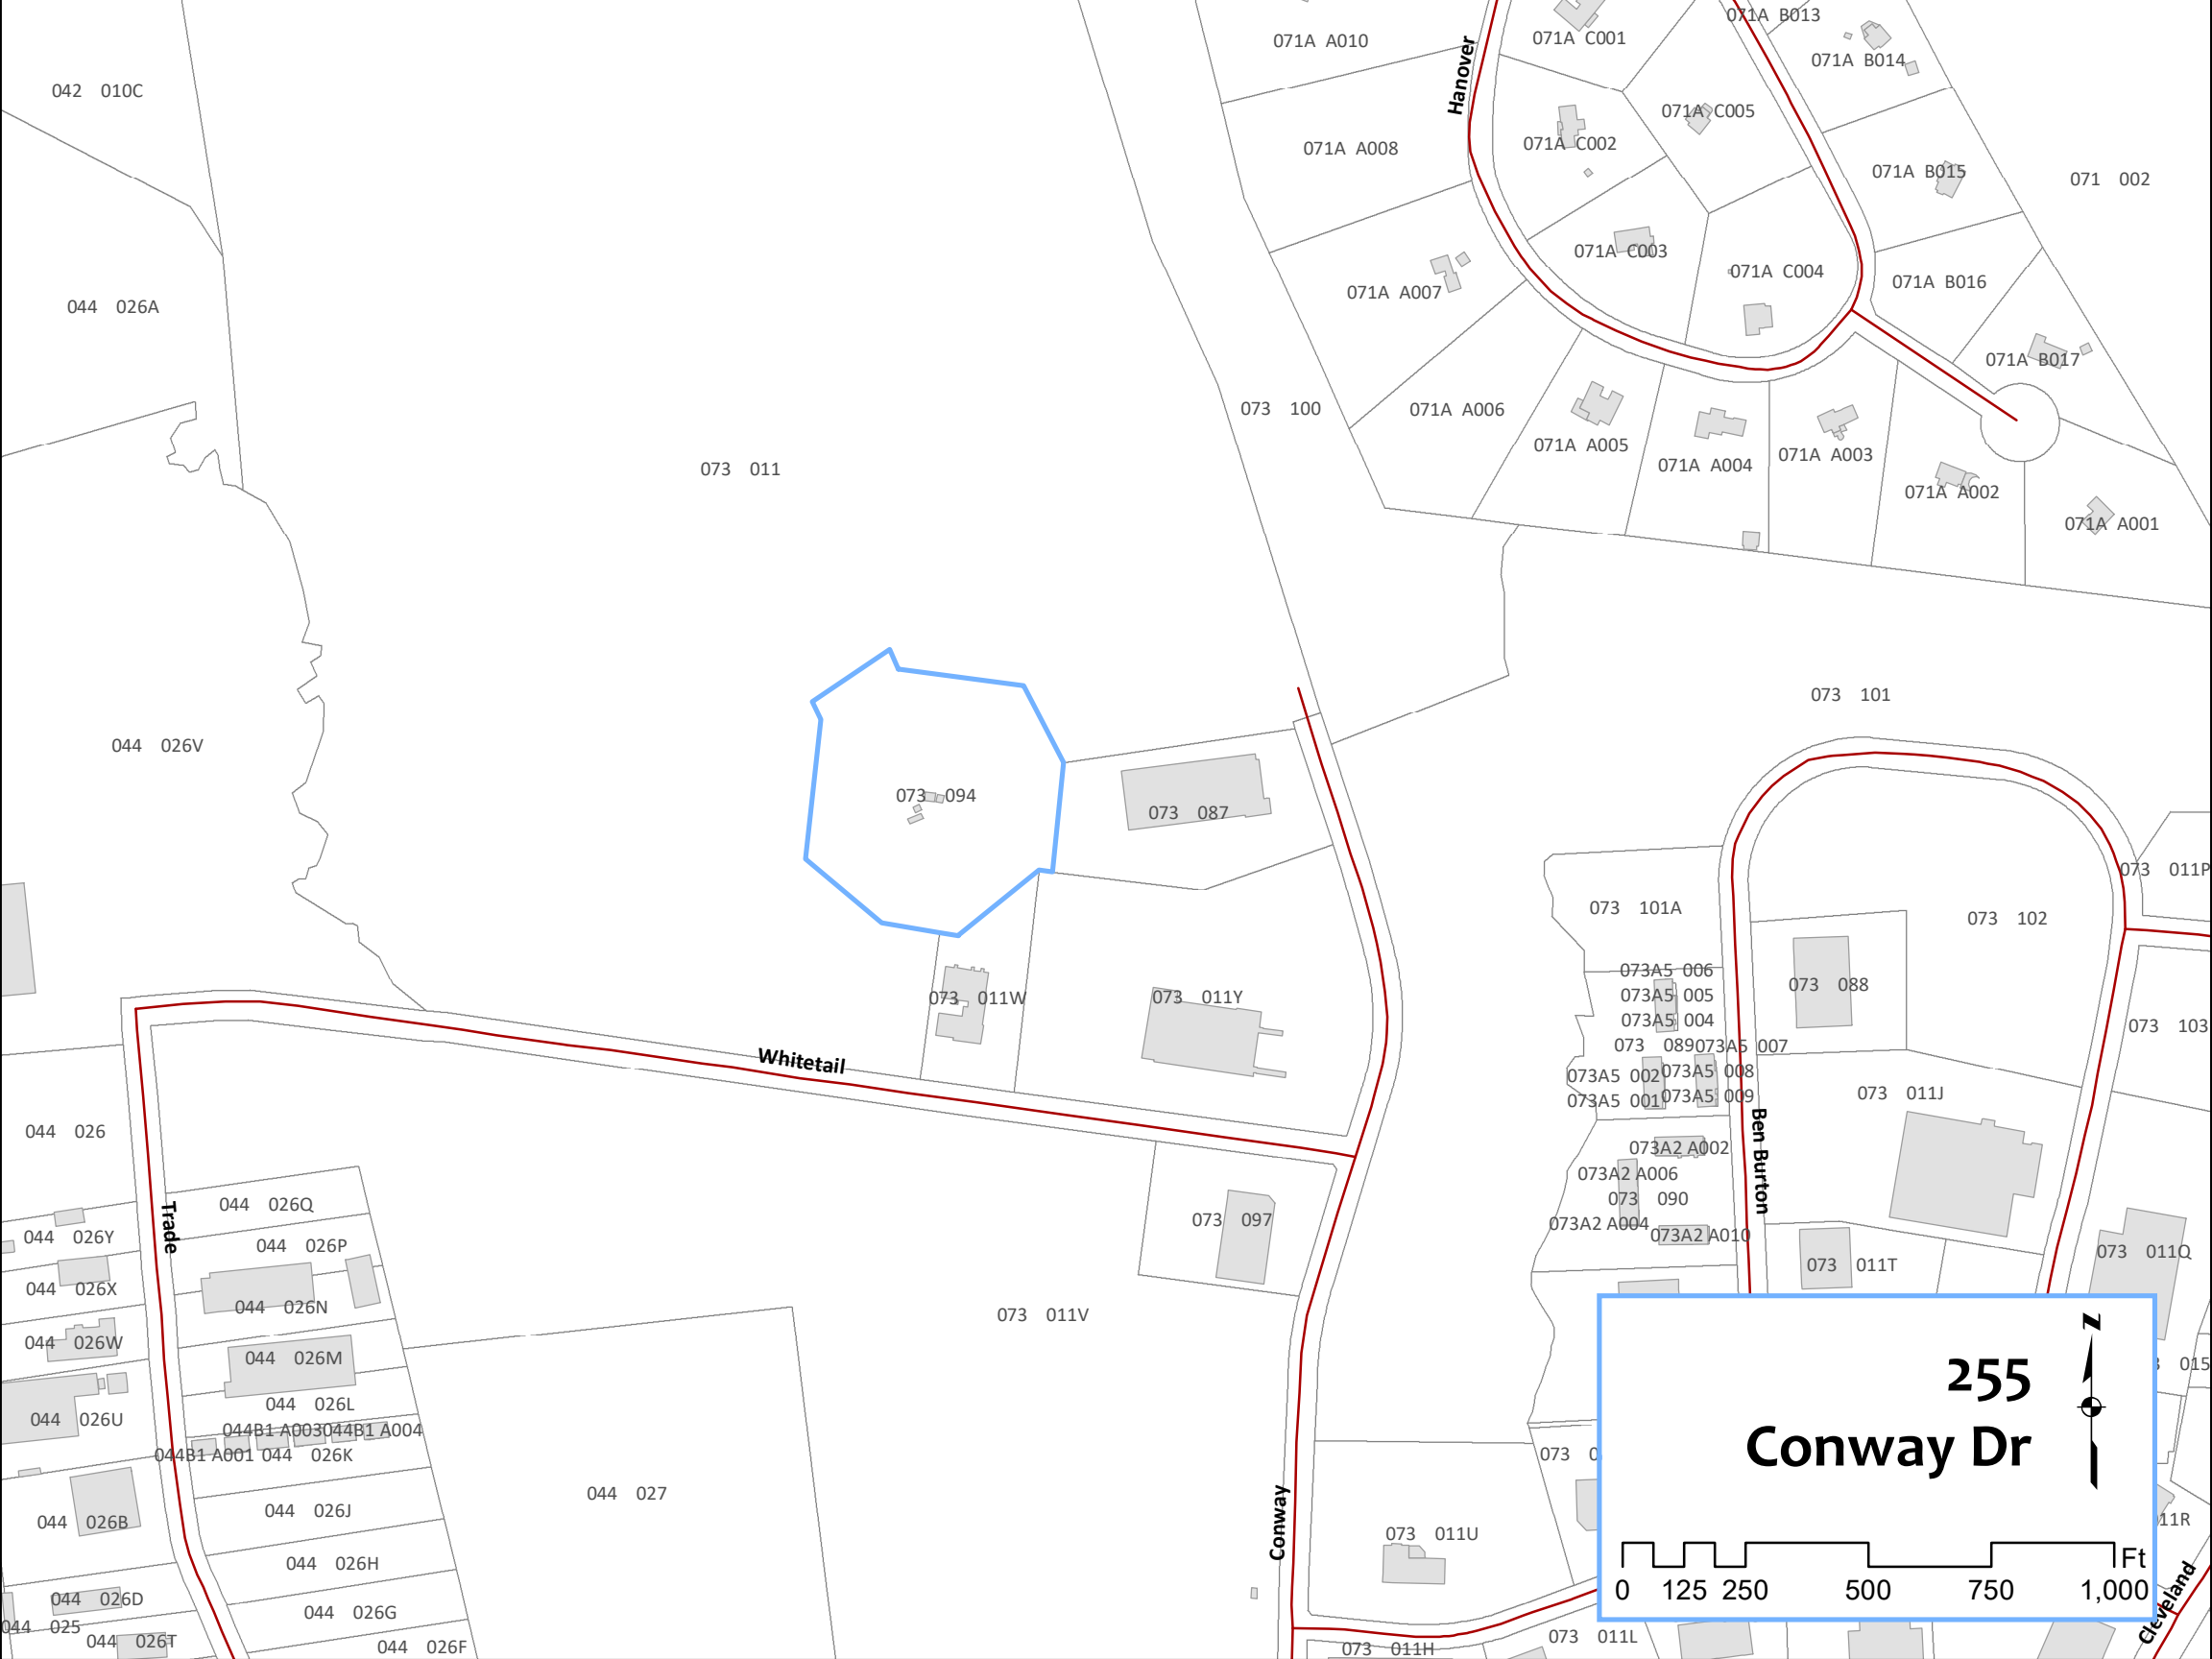 071A B013
071A A010
071A C001
071A B014
042 010C
Hanover
071A C005
071A C002
071A A008
071A B015
071 002
071A C003
071A C004
071A B016
071A A007
044 026A
071A B017
073 100
071A A006
071A A005
071A A003
071A A004
073 011
071A A002
071A A001
073 101
044 026V
073 094
073 087
073 011P
073 101A
073 102
073A5 006
073 088
073A5 005
073 011W
073 011Y
073A5 004
073 103
073 089
073A5 007
Whitetail
073A5 002
073A5 008
073A5 001
073A5 009
073 011J
044 026
Ben Burton
073A2 A002
073A2 A006
073 090
044 026Q
073 097
073A2 A004
Trade
044 026Y
073A2 A010
044 026P
073 011Q
073 011T
044 026X
044 026N
073 011V
044 026W
044 026M
015
255
044 026L
044 026U
044B1 A003
044B1 A004
Conway Dr
044B1 A001
044 026K
073
044 027
044 026J
Conway
044 026B
11R
073 011U
044 026H
Ft
0 125 250 500 750 1,000
044 026D
Cleveland
044 026G
044 025
044 026T
073 011L
044 026F
073 011H
N